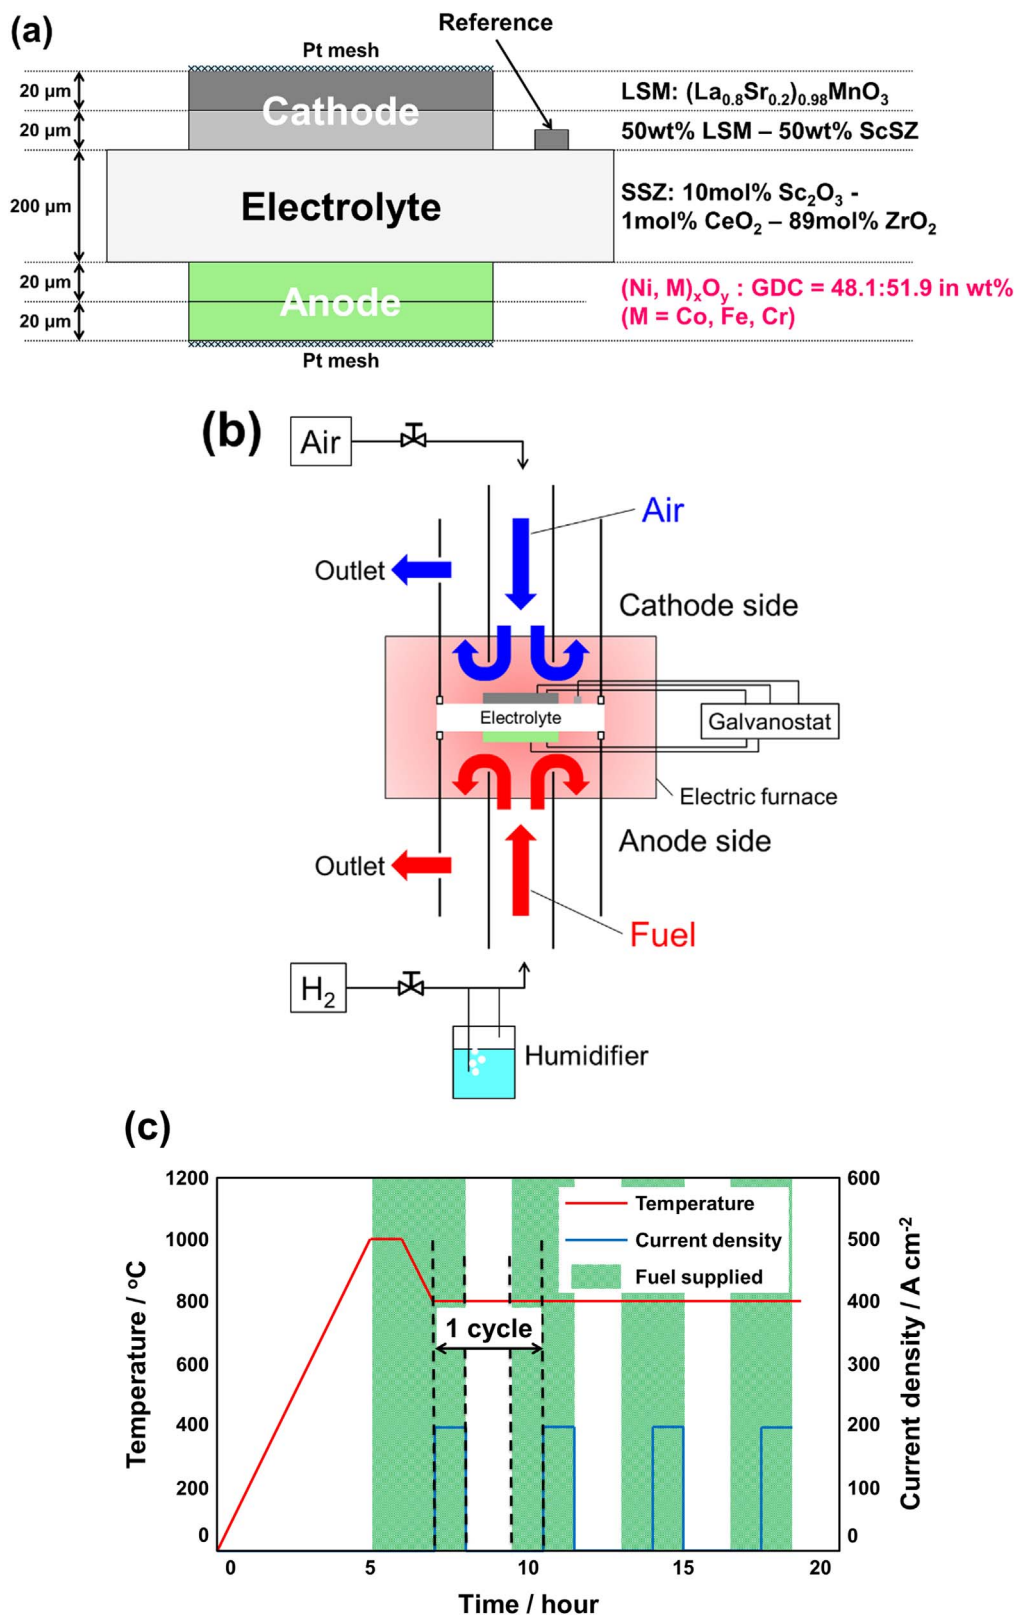 (a)
Reference
Pt mesh
20 µm
Cathode
LSM: (La0.8Sr0.2)0.98MnO3
20 µm
50wt% LSM – 50wt% ScSZ
200 µm
Electrolyte
SSZ: 10mol% Sc2O3 -
1mol% CeO2 – 89mol% ZrO2
20 µm
Anode
(Ni, M)xOy : GDC = 48.1:51.9 in wt%
20 µm
(M = Co, Fe, Cr)
Pt mesh
(b)
Air
Air
Outlet
Cathode side
Electrolyte
Galvanostat
Electric furnace
Anode side
Outlet
Fuel
H2
Humidifier
(c)
1200
1000
800
600
400
200
0
Temperature / oC
600
500
400
300
200
100
0
Current density / A cm-2
Temperature
Current density
Fuel supplied
1 cycle
0 5 10 15 20
Time / hour